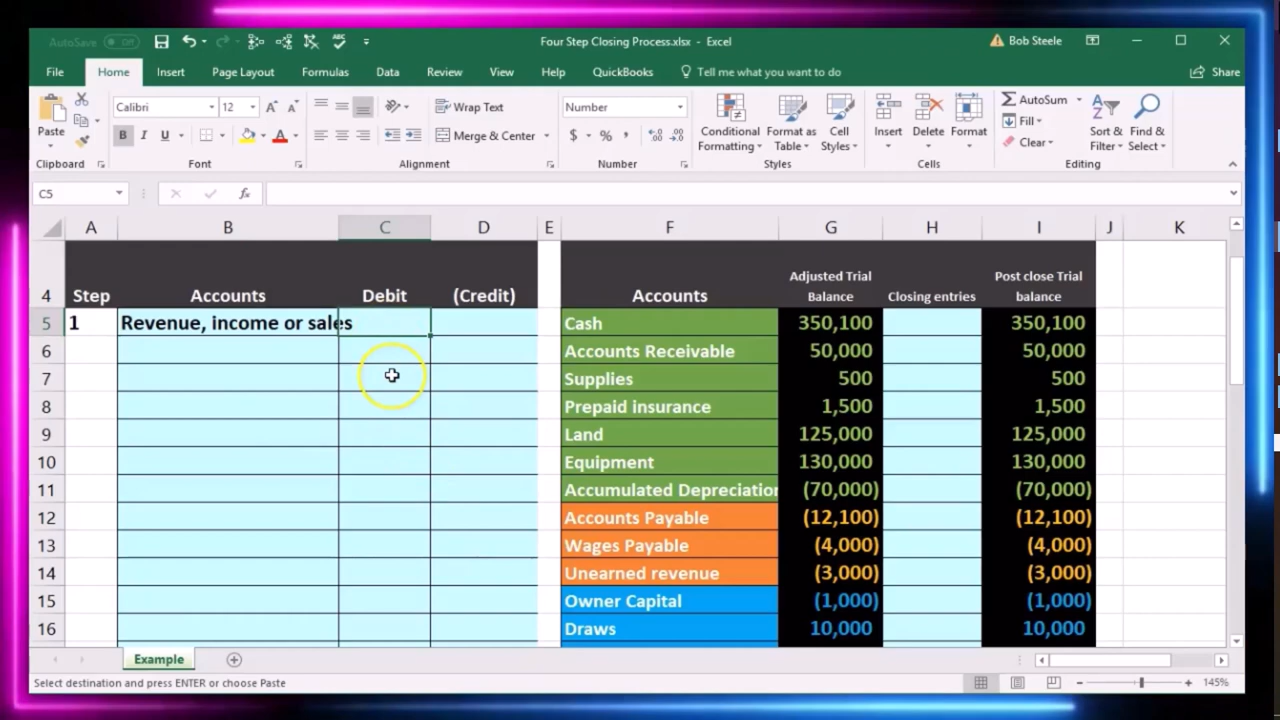 AutoSave Off
Four Step Closing Process.xlsx - Excel
Bob Steele
File Home Insert Page Layout Formulas Data Review View Help QuickBooks Tell me what you want to do Share
Calibri 12 Wrap Text Number AutoSum
Paste Fill
B I U A Merge & Center $ % , Clear
Conditional Formatting Format as Table Cell Styles Insert Delete Format Sort & Filter Find & Select
Clipboard Font Alignment Number Styles Cells Editing
C5 fx
A B C D E F G H I J K
4 Step Accounts Debit (Credit) Accounts Adjusted Trial Balance Closing entries Post close Trial balance
5 1 Revenue, income or sales Cash 350,100 350,100
6 Accounts Receivable 50,000 50,000
7 Supplies 500 500
8 Prepaid insurance 1,500 1,500
9 Land 125,000 125,000
10 Equipment 130,000 130,000
11 Accumulated Depreciation (70,000) (70,000)
12 Accounts Payable (12,100) (12,100)
13 Wages Payable (4,000) (4,000)
14 Unearned revenue (3,000) (3,000)
15 Owner Capital (1,000) (1,000)
16 Draws 10,000 10,000
Example
Select destination and press ENTER or choose Paste
145%